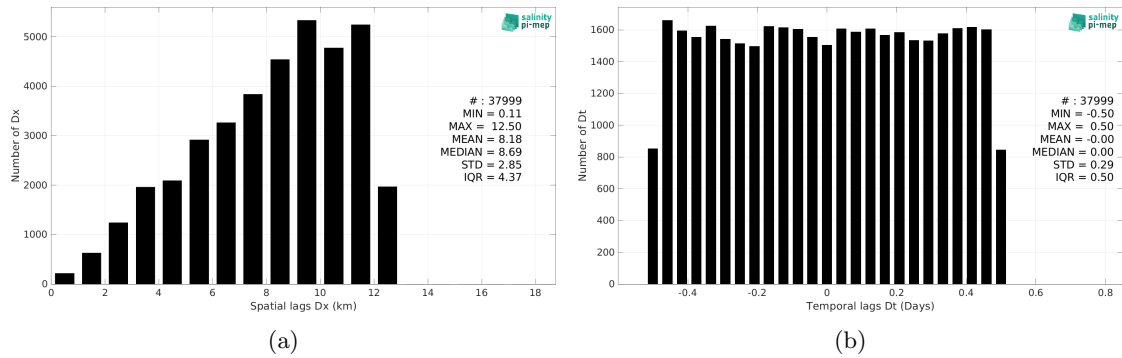 salinity
pi-mep
5000
4000
3000
2000
1000
0
Number of Dx
# : 37999
MIN = 0.11
MAX = 12.50
MEAN = 8.18
MEDIAN = 8.69
STD = 2.85
IQR = 4.37
0 2 4 6 8 10 12 14 16 18
Spatial lags Dx (km)
(a)
salinity
pi-mep
1600
1400
1200
1000
800
600
400
200
0
Number of Dt
# : 37999
MIN = -0.50
MAX = 0.50
MEAN = -0.00
MEDIAN = 0.00
STD = 0.29
IQR = 0.50
-0.4 -0.2 0 0.2 0.4 0.6 0.8
Temporal lags Dt (Days)
(b)